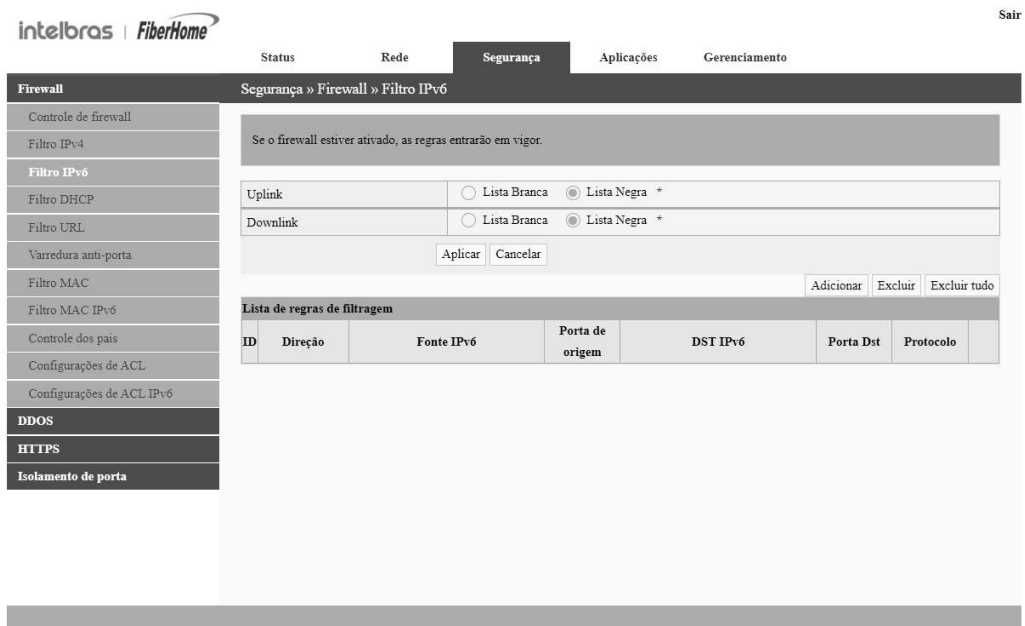 Sair
intelbras | FiberHome
Status Rede Segurança Aplicações Gerenciamento
Firewall
Segurança » Firewall » Filtro IPv6
Controle de firewall
Filtro IPv4
Filtro IPv6
Filtro DHCP
Filtro URL
Varredura anti-porta
Filtro MAC
Filtro MAC IPv6
Controle dos pais
Configurações de ACL
Configurações de ACL IPv6
DDOS
HTTPS
Isolamento de porta
Se o firewall estiver ativado, as regras entrarão em vigor.
Uplink Lista Branca Lista Negra *
Downlink Lista Branca Lista Negra *
Aplicar Cancelar
Adicionar Excluir Excluir tudo
Lista de regras de filtragem
ID Direção Fonte IPv6 Porta de origem DST IPv6 Porta Dst Protocolo